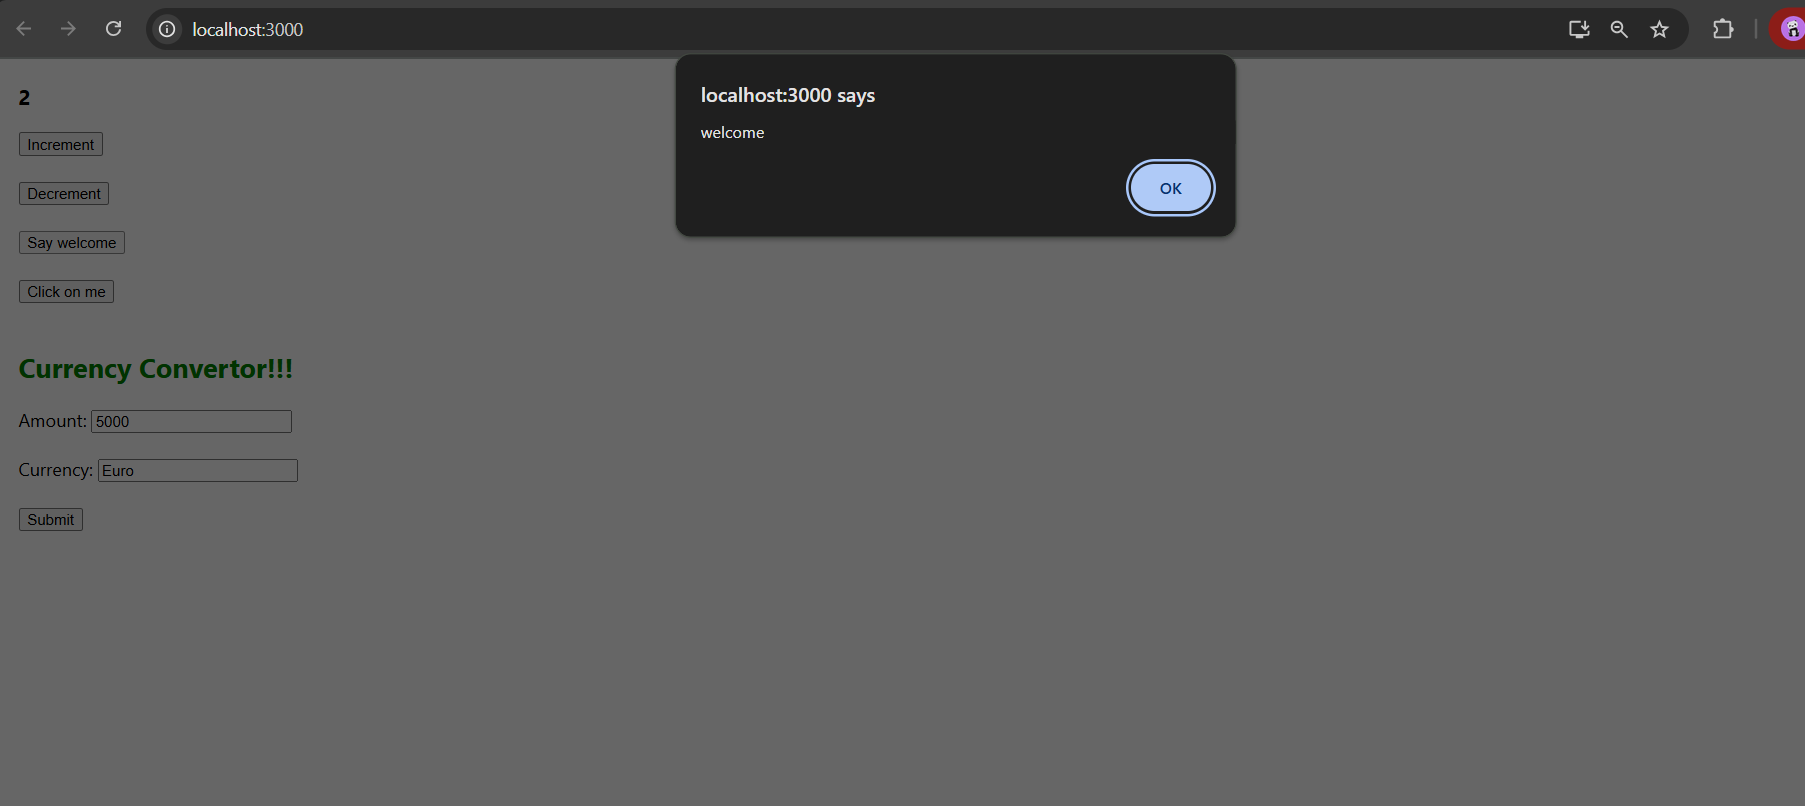 localhost:3000
localhost:3000 says
welcome
OK
2
Increment
Decrement
Say welcome
Click on me
Currency Convertor!!!
Amount: 5000
Currency: Euro
Submit